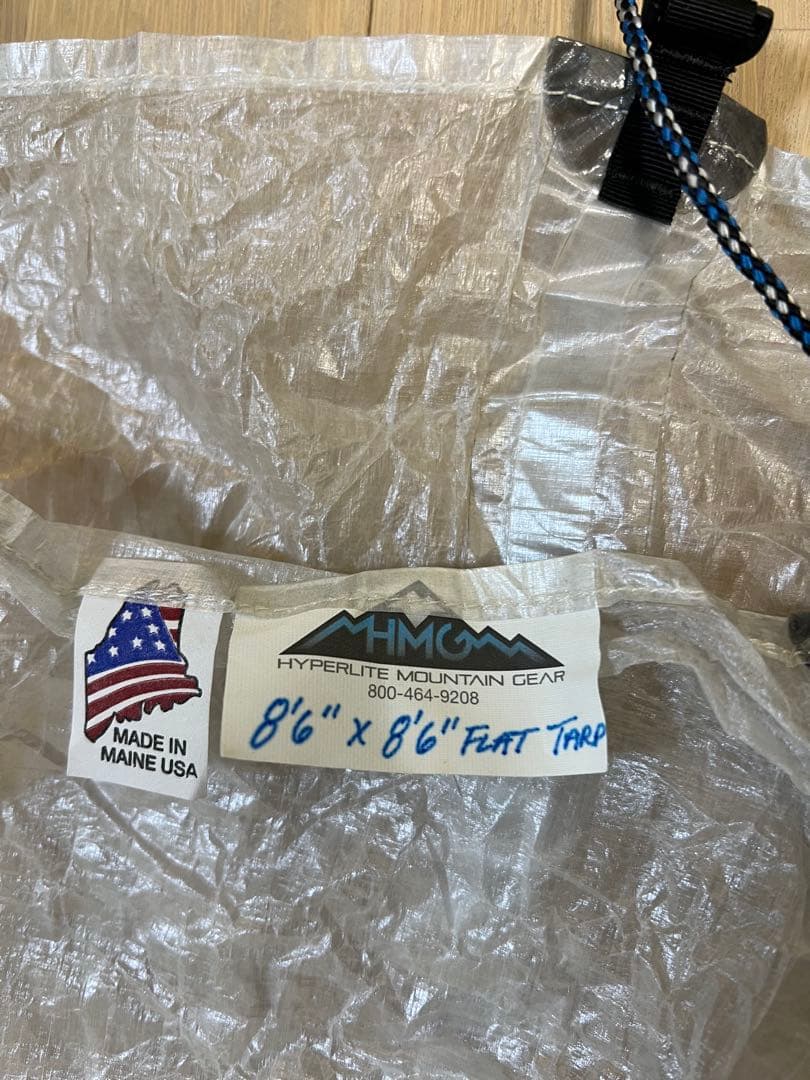 MADE IN
MAINE USA
HMG
HYPERLITE MOUNTAIN GEAR
800-464-9208
8'6" x 8'6" FLAT TARP